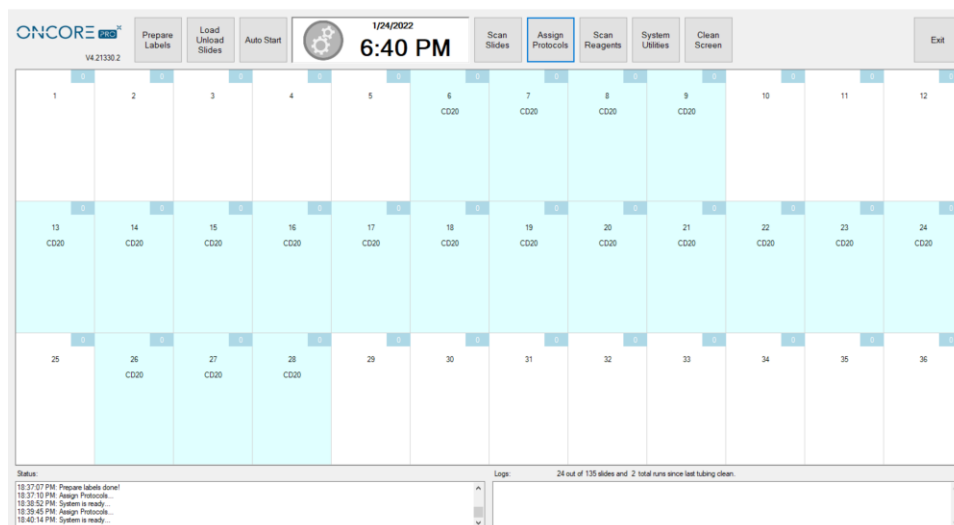 ONCORE PRO X
V4.21330.2
Prepare Labels
Load Unload Slides
Auto Start
1/24/2022
6:40 PM
Scan Slides
Assign Protocols
Scan Reagents
System Utilities
Clean Screen
Exit
0 0 0 0 0 0 0 0 0 0 0 0
1 2 3 4 5 6 7 8 9 10 11 12
CD20 CD20 CD20 CD20
0 0 0 0 0 0 0 0 0 0 0 0
13 14 15 16 17 18 19 20 21 22 23 24
CD20 CD20 CD20 CD20 CD20 CD20 CD20 CD20 CD20 CD20 CD20 CD20
0 0 0 0 0 0 0 0 0 0 0 0
25 26 27 28 29 30 31 32 33 34 35 36
CD20 CD20 CD20
Status:
Logs: 24 out of 135 slides and 2 total runs since last tubing clean.
18:37:07 PM: Prepare labels done!
18:37:10 PM: Assign Protocols...
18:38:52 PM: System is ready...
18:39:45 PM: Assign Protocols...
18:40:14 PM: System is ready...